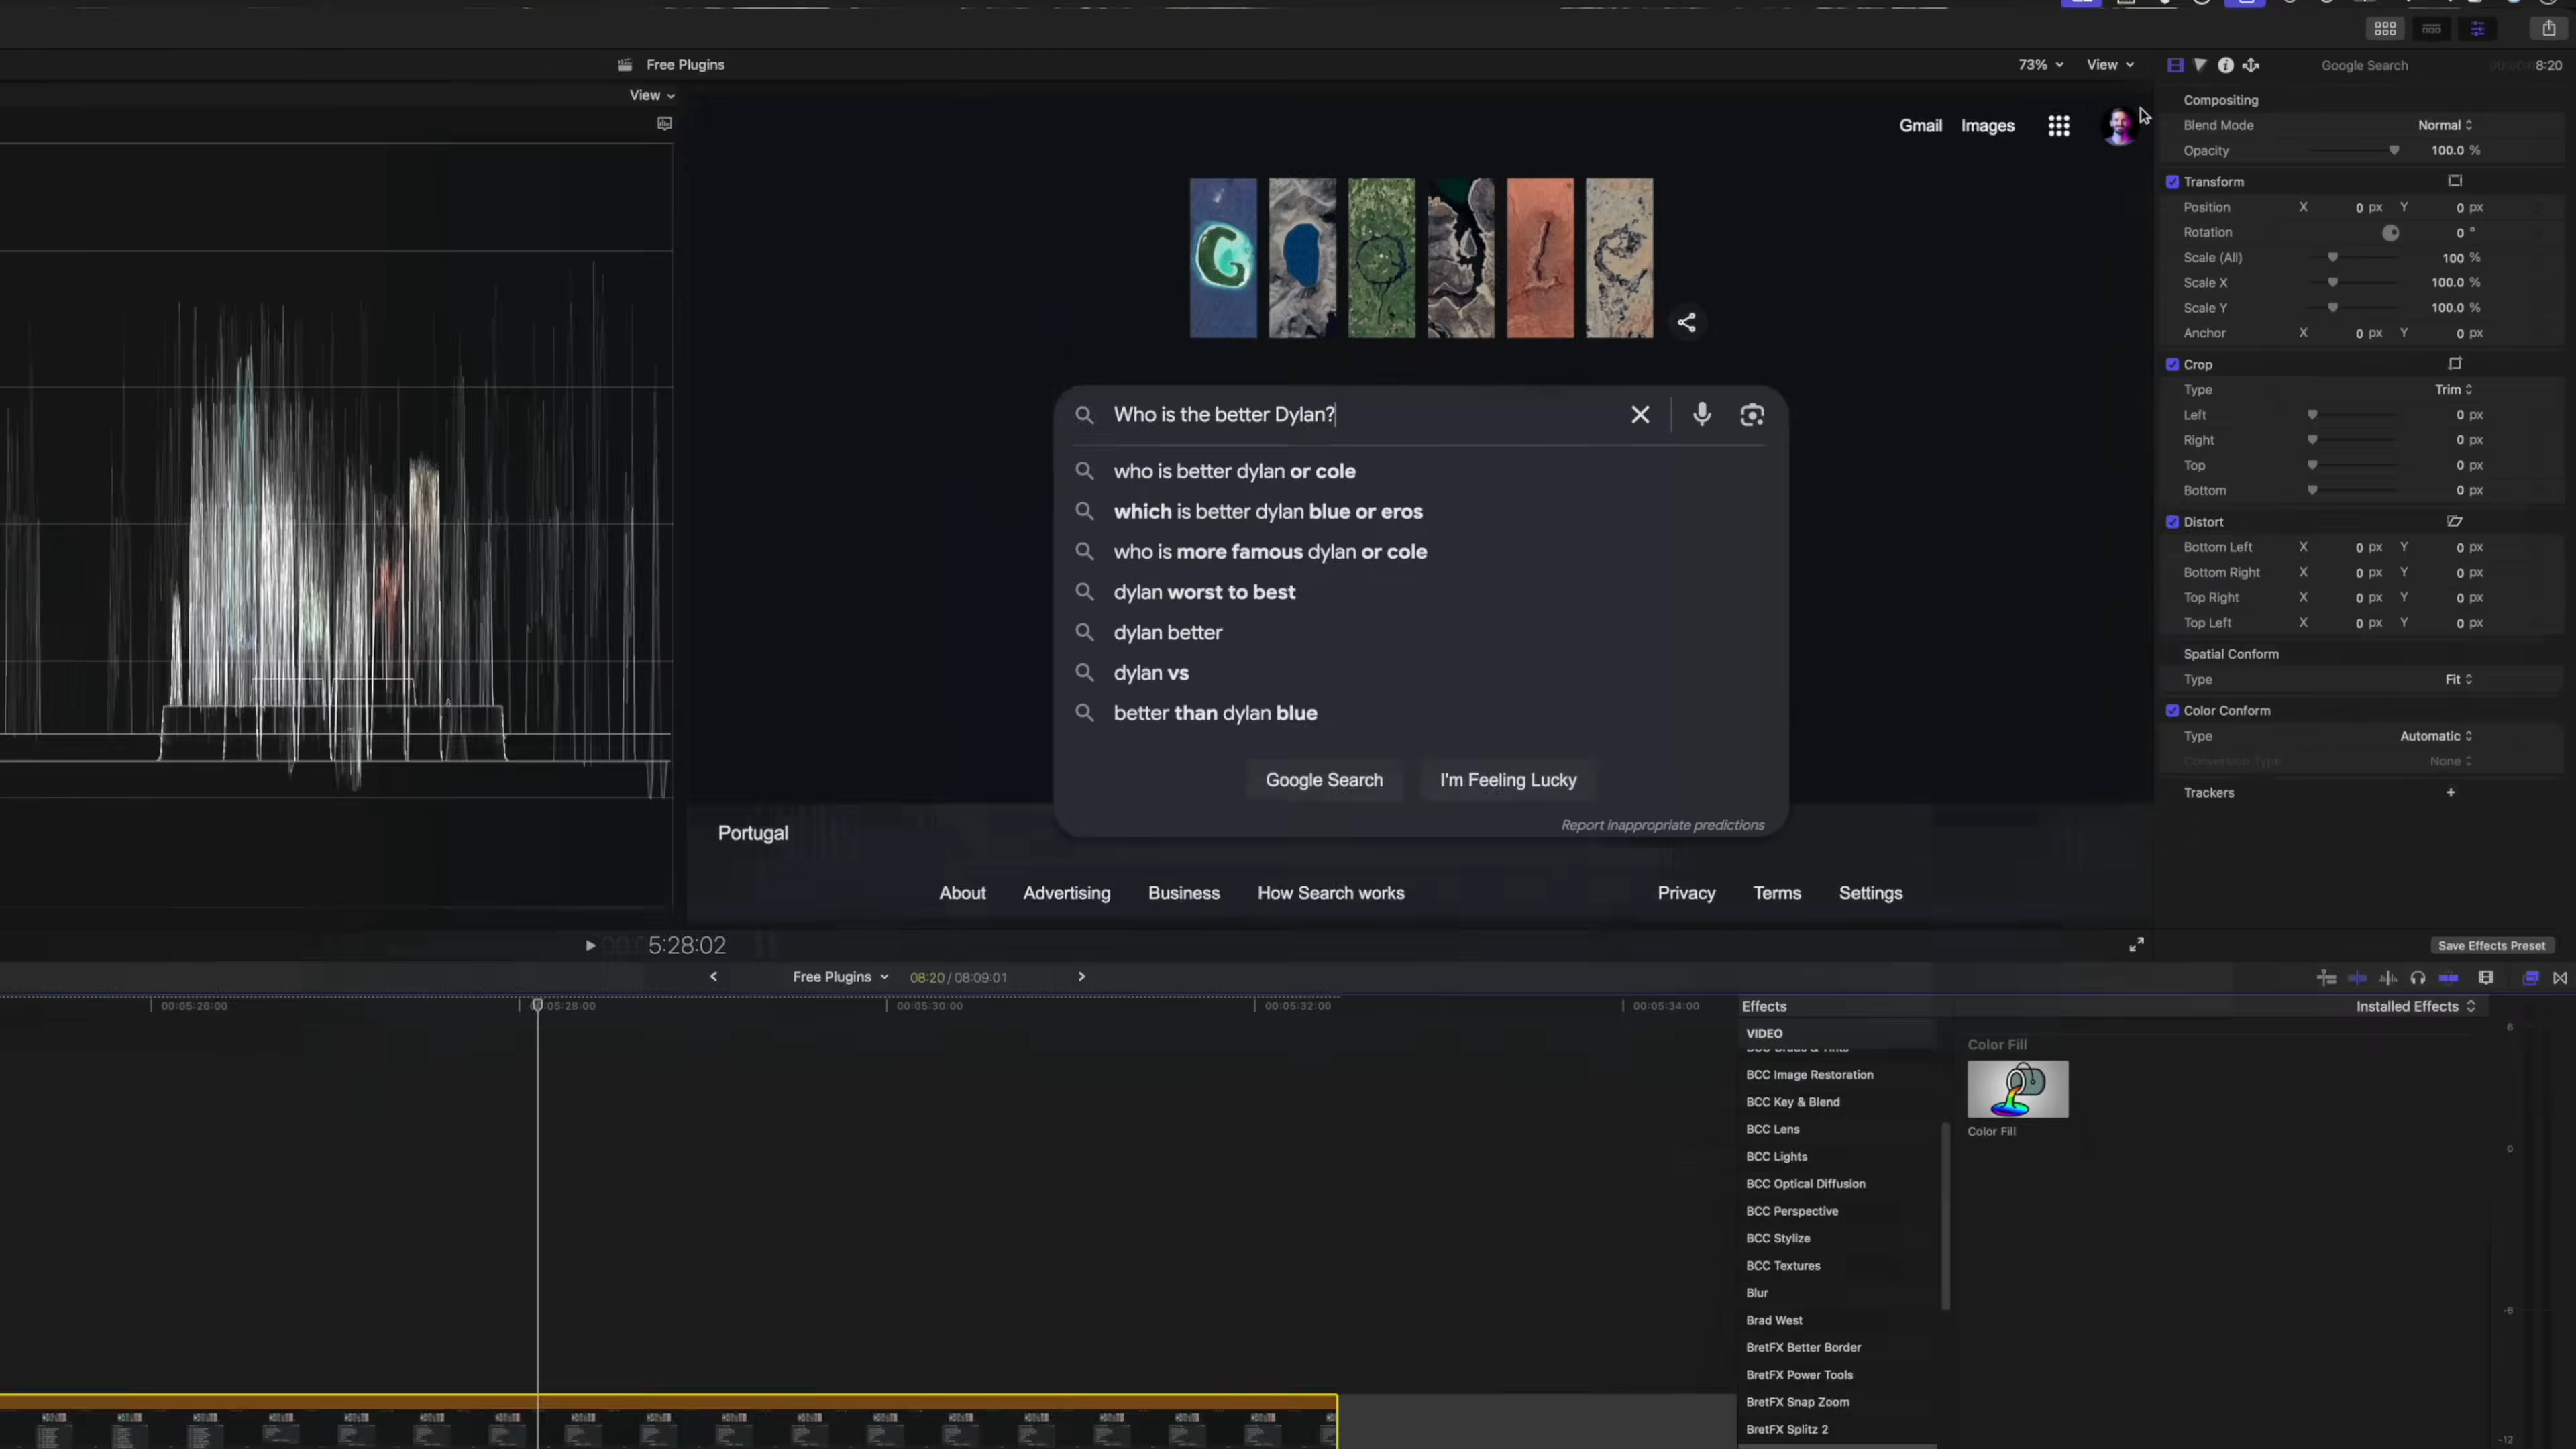 Free Plugins
73%
View
Google Search
8:20
View
Gmail
Images
Compositing
Blend Mode
Normal
Opacity
100.0 %
Transform
Position X 0 px Y 0 px
Rotation 0 °
Scale (All) 100 %
Scale X 100.0 %
Scale Y 100.0 %
Anchor X 0 px Y 0 px
Crop
Type Trim
Left 0 px
Right 0 px
Top 0 px
Bottom 0 px
Distort
Bottom Left X 0 px Y 0 px
Bottom Right X 0 px Y 0 px
Top Right X 0 px Y 0 px
Top Left X 0 px Y 0 px
Spatial Conform
Type Fit
Color Conform
Type Automatic
Conversion Type None
Trackers +
Save Effects Preset
Who is the better Dylan?
who is better dylan or cole
which is better dylan blue or eros
who is more famous dylan or cole
dylan worst to best
dylan better
dylan vs
better than dylan blue
Google Search
I'm Feeling Lucky
Report inappropriate predictions
Portugal
About
Advertising
Business
How Search works
Privacy
Terms
Settings
5:28:02
Free Plugins
08:20 / 08:09:01
00:05:26:00
05:28:00
00:05:30:00
00:05:32:00
00:05:34:00
Effects
Installed Effects
VIDEO
BCC Image Restoration
BCC Key & Blend
BCC Lens
BCC Lights
BCC Optical Diffusion
BCC Perspective
BCC Stylize
BCC Textures
Blur
Brad West
BretFX Better Border
BretFX Power Tools
BretFX Snap Zoom
BretFX Splitz 2
Color Fill
Color Fill
6
0
-6
-12